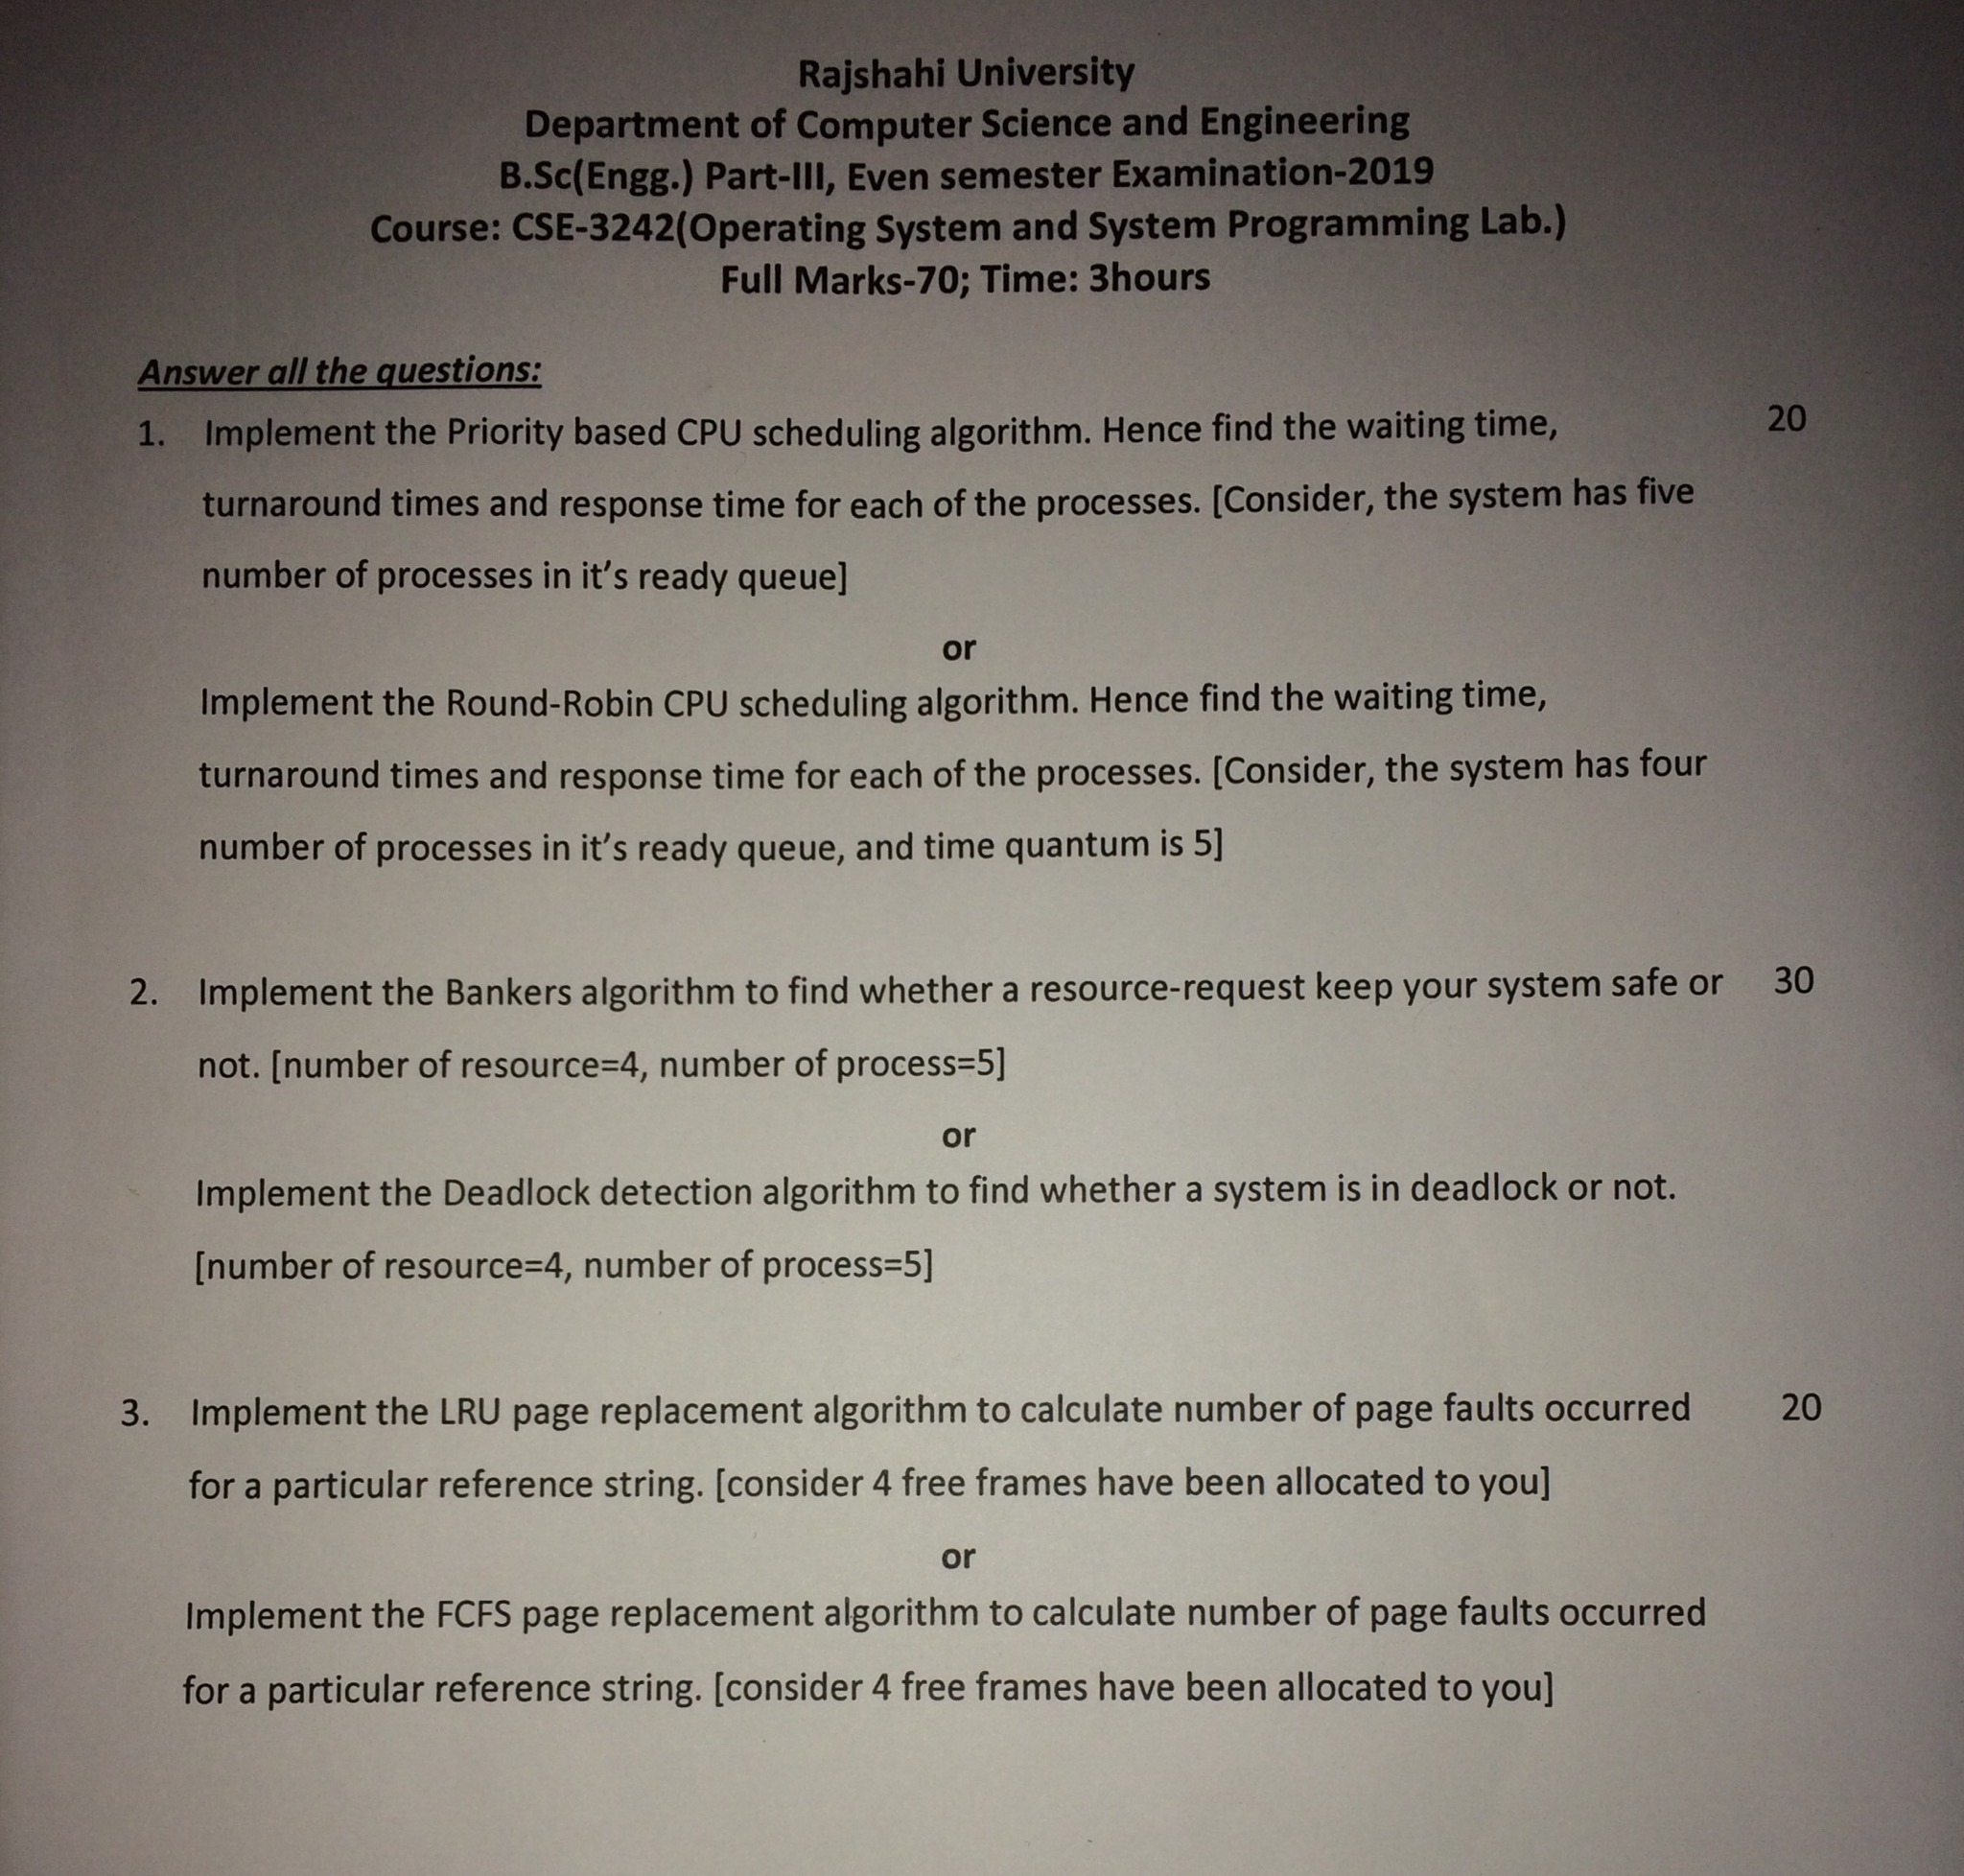 Rajshahi University
Department of Computer Science and Engineering
B.Sc(Engg.) Part-III, Even semester Examination-2019
Course: CSE-3242(Operating System and System Programming Lab.)
Full Marks-70; Time: 3hours
Answer all the questions:
1. Implement the Priority based CPU scheduling algorithm. Hence find the waiting time, 20
turnaround times and response time for each of the processes. [Consider, the system has five
number of processes in it’s ready queue]
or
Implement the Round-Robin CPU scheduling algorithm. Hence find the waiting time,
turnaround times and response time for each of the processes. [Consider, the system has four
number of processes in it’s ready queue, and time quantum is 5]
2. Implement the Bankers algorithm to find whether a resource-request keep your system safe or 30
not. [number of resource=4, number of process=5]
or
Implement the Deadlock detection algorithm to find whether a system is in deadlock or not.
[number of resource=4, number of process=5]
3. Implement the LRU page replacement algorithm to calculate number of page faults occurred 20
for a particular reference string. [consider 4 free frames have been allocated to you]
or
Implement the FCFS page replacement algorithm to calculate number of page faults occurred
for a particular reference string. [consider 4 free frames have been allocated to you]